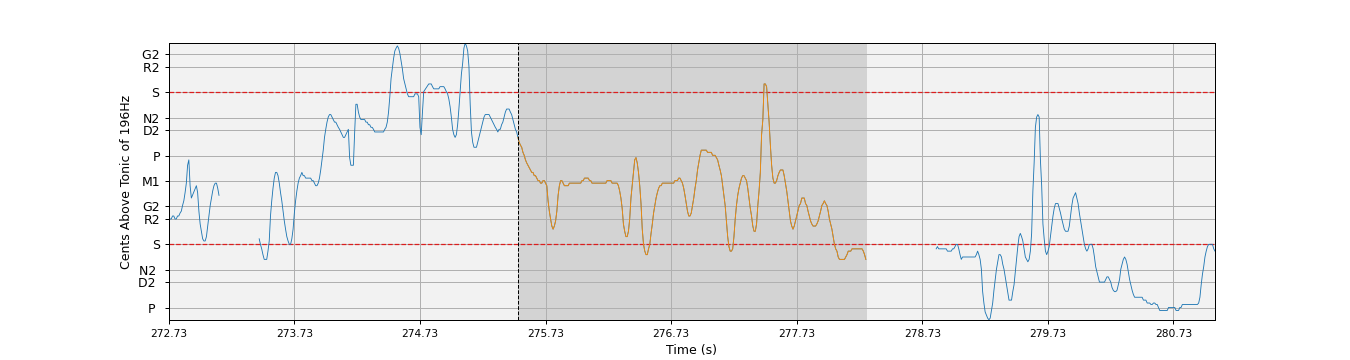 Cents Above Tonic of 196Hz
G2
R2
S
N2
D2
P
M1
G2
R2
S
N2
D2
P
272.73 273.73 274.73 275.73 276.73 277.73 278.73 279.73 280.73
Time (s)